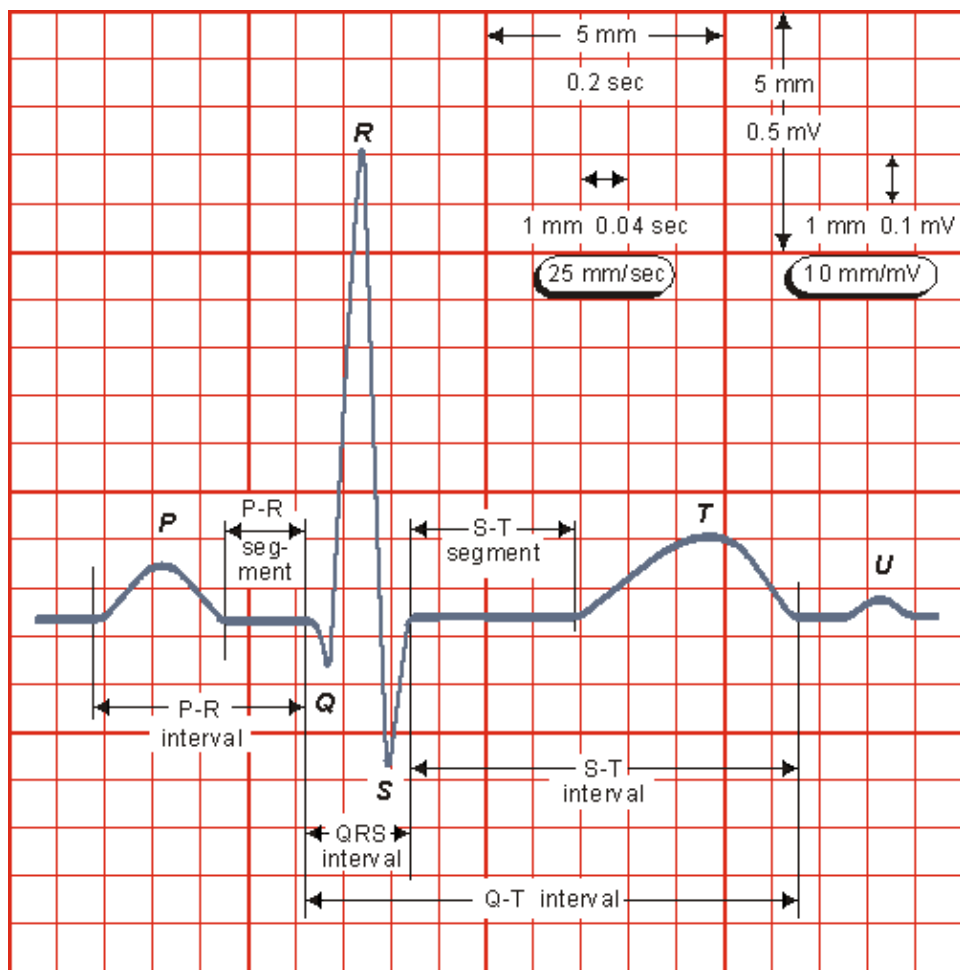 5 mm
0.2 sec
5 mm
0.5 mV
R
1 mm 0.04 sec
1 mm 0.1 mV
25 mm/sec
10 mm/mV
P
P-R
seg-
ment
S-T
segment
T
U
Q
P-R
interval
S
S-T
interval
QRS
interval
Q-T interval